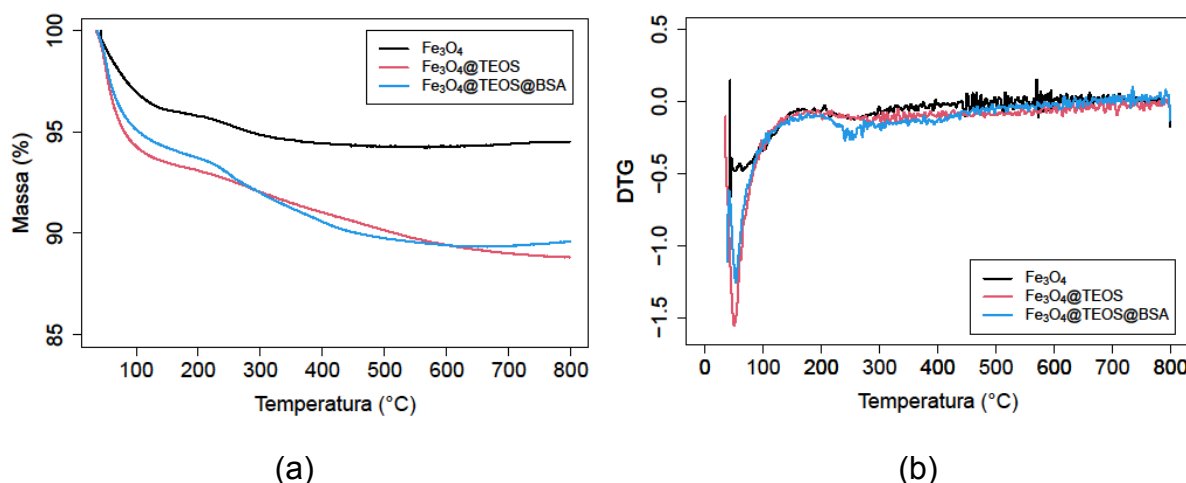 Massa (%)
100
95
90
85
100 200 300 400 500 600 700 800
Temperatura (°C)
Fe₃O₄
Fe₃O₄@TEOS
Fe₃O₄@TEOS@BSA
(a)
DTG
0.5
0.0
−0.5
−1.0
−1.5
0 100 200 300 400 500 600 700 800
Temperatura (°C)
Fe₃O₄
Fe₃O₄@TEOS
Fe₃O₄@TEOS@BSA
(b)